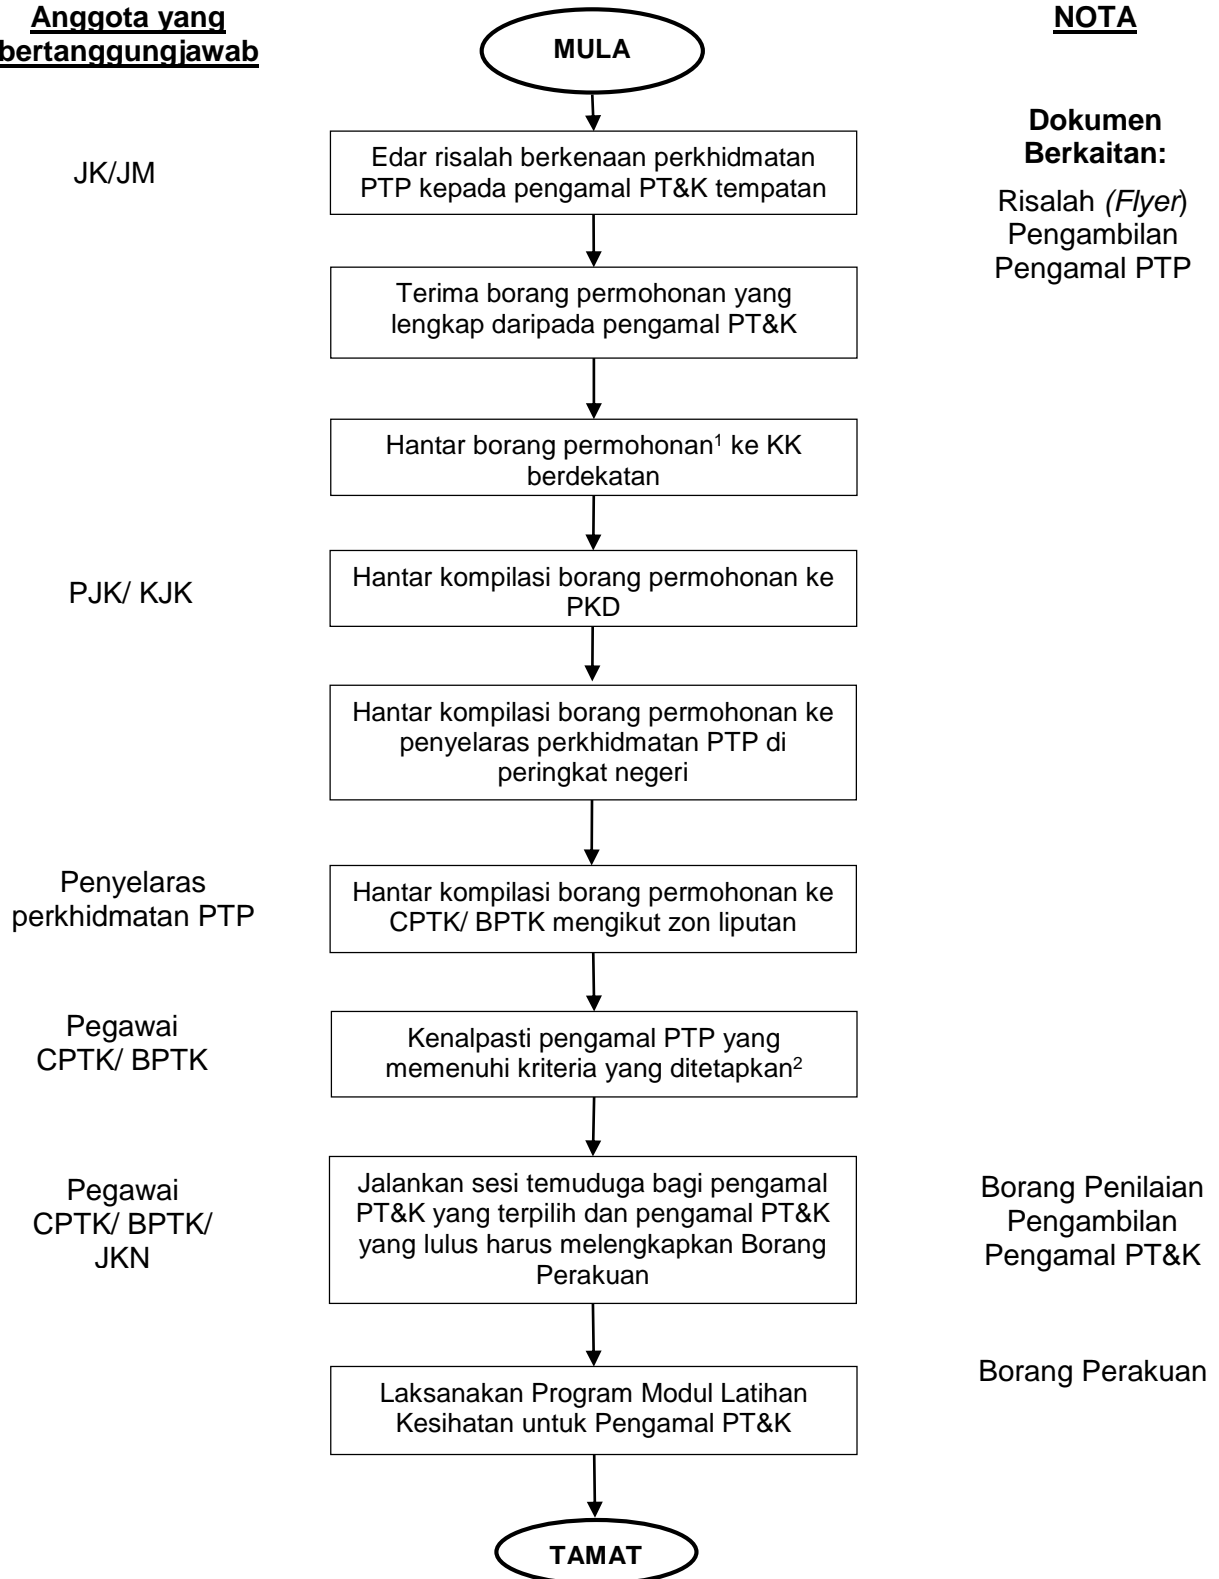 Anggota yang
bertanggungjawab
MULA
NOTA
JK/JM
Edar risalah berkenaan perkhidmatan
PTP kepada pengamal PT&K tempatan
Dokumen
Berkaitan:
Risalah (Flyer)
Pengambilan
Pengamal PTP
Terima borang permohonan yang
lengkap daripada pengamal PT&K
Hantar borang permohonan¹ ke KK
berdekatan
PJK/ KJK
Hantar kompilasi borang permohonan ke
PKD
Hantar kompilasi borang permohonan ke
penyelaras perkhidmatan PTP di
peringkat negeri
Penyelaras
perkhidmatan PTP
Hantar kompilasi borang permohonan ke
CPTK/ BPTK mengikut zon liputan
Pegawai
CPTK/ BPTK
Kenalpasti pengamal PTP yang
memenuhi kriteria yang ditetapkan²
Pegawai
CPTK/ BPTK/
JKN
Jalankan sesi temuduga bagi pengamal
PT&K yang terpilih dan pengamal PT&K
yang lulus harus melengkapkan Borang
Perakuan
Borang Penilaian
Pengambilan
Pengamal PT&K
Laksanakan Program Modul Latihan
Kesihatan untuk Pengamal PT&K
Borang Perakuan
TAMAT